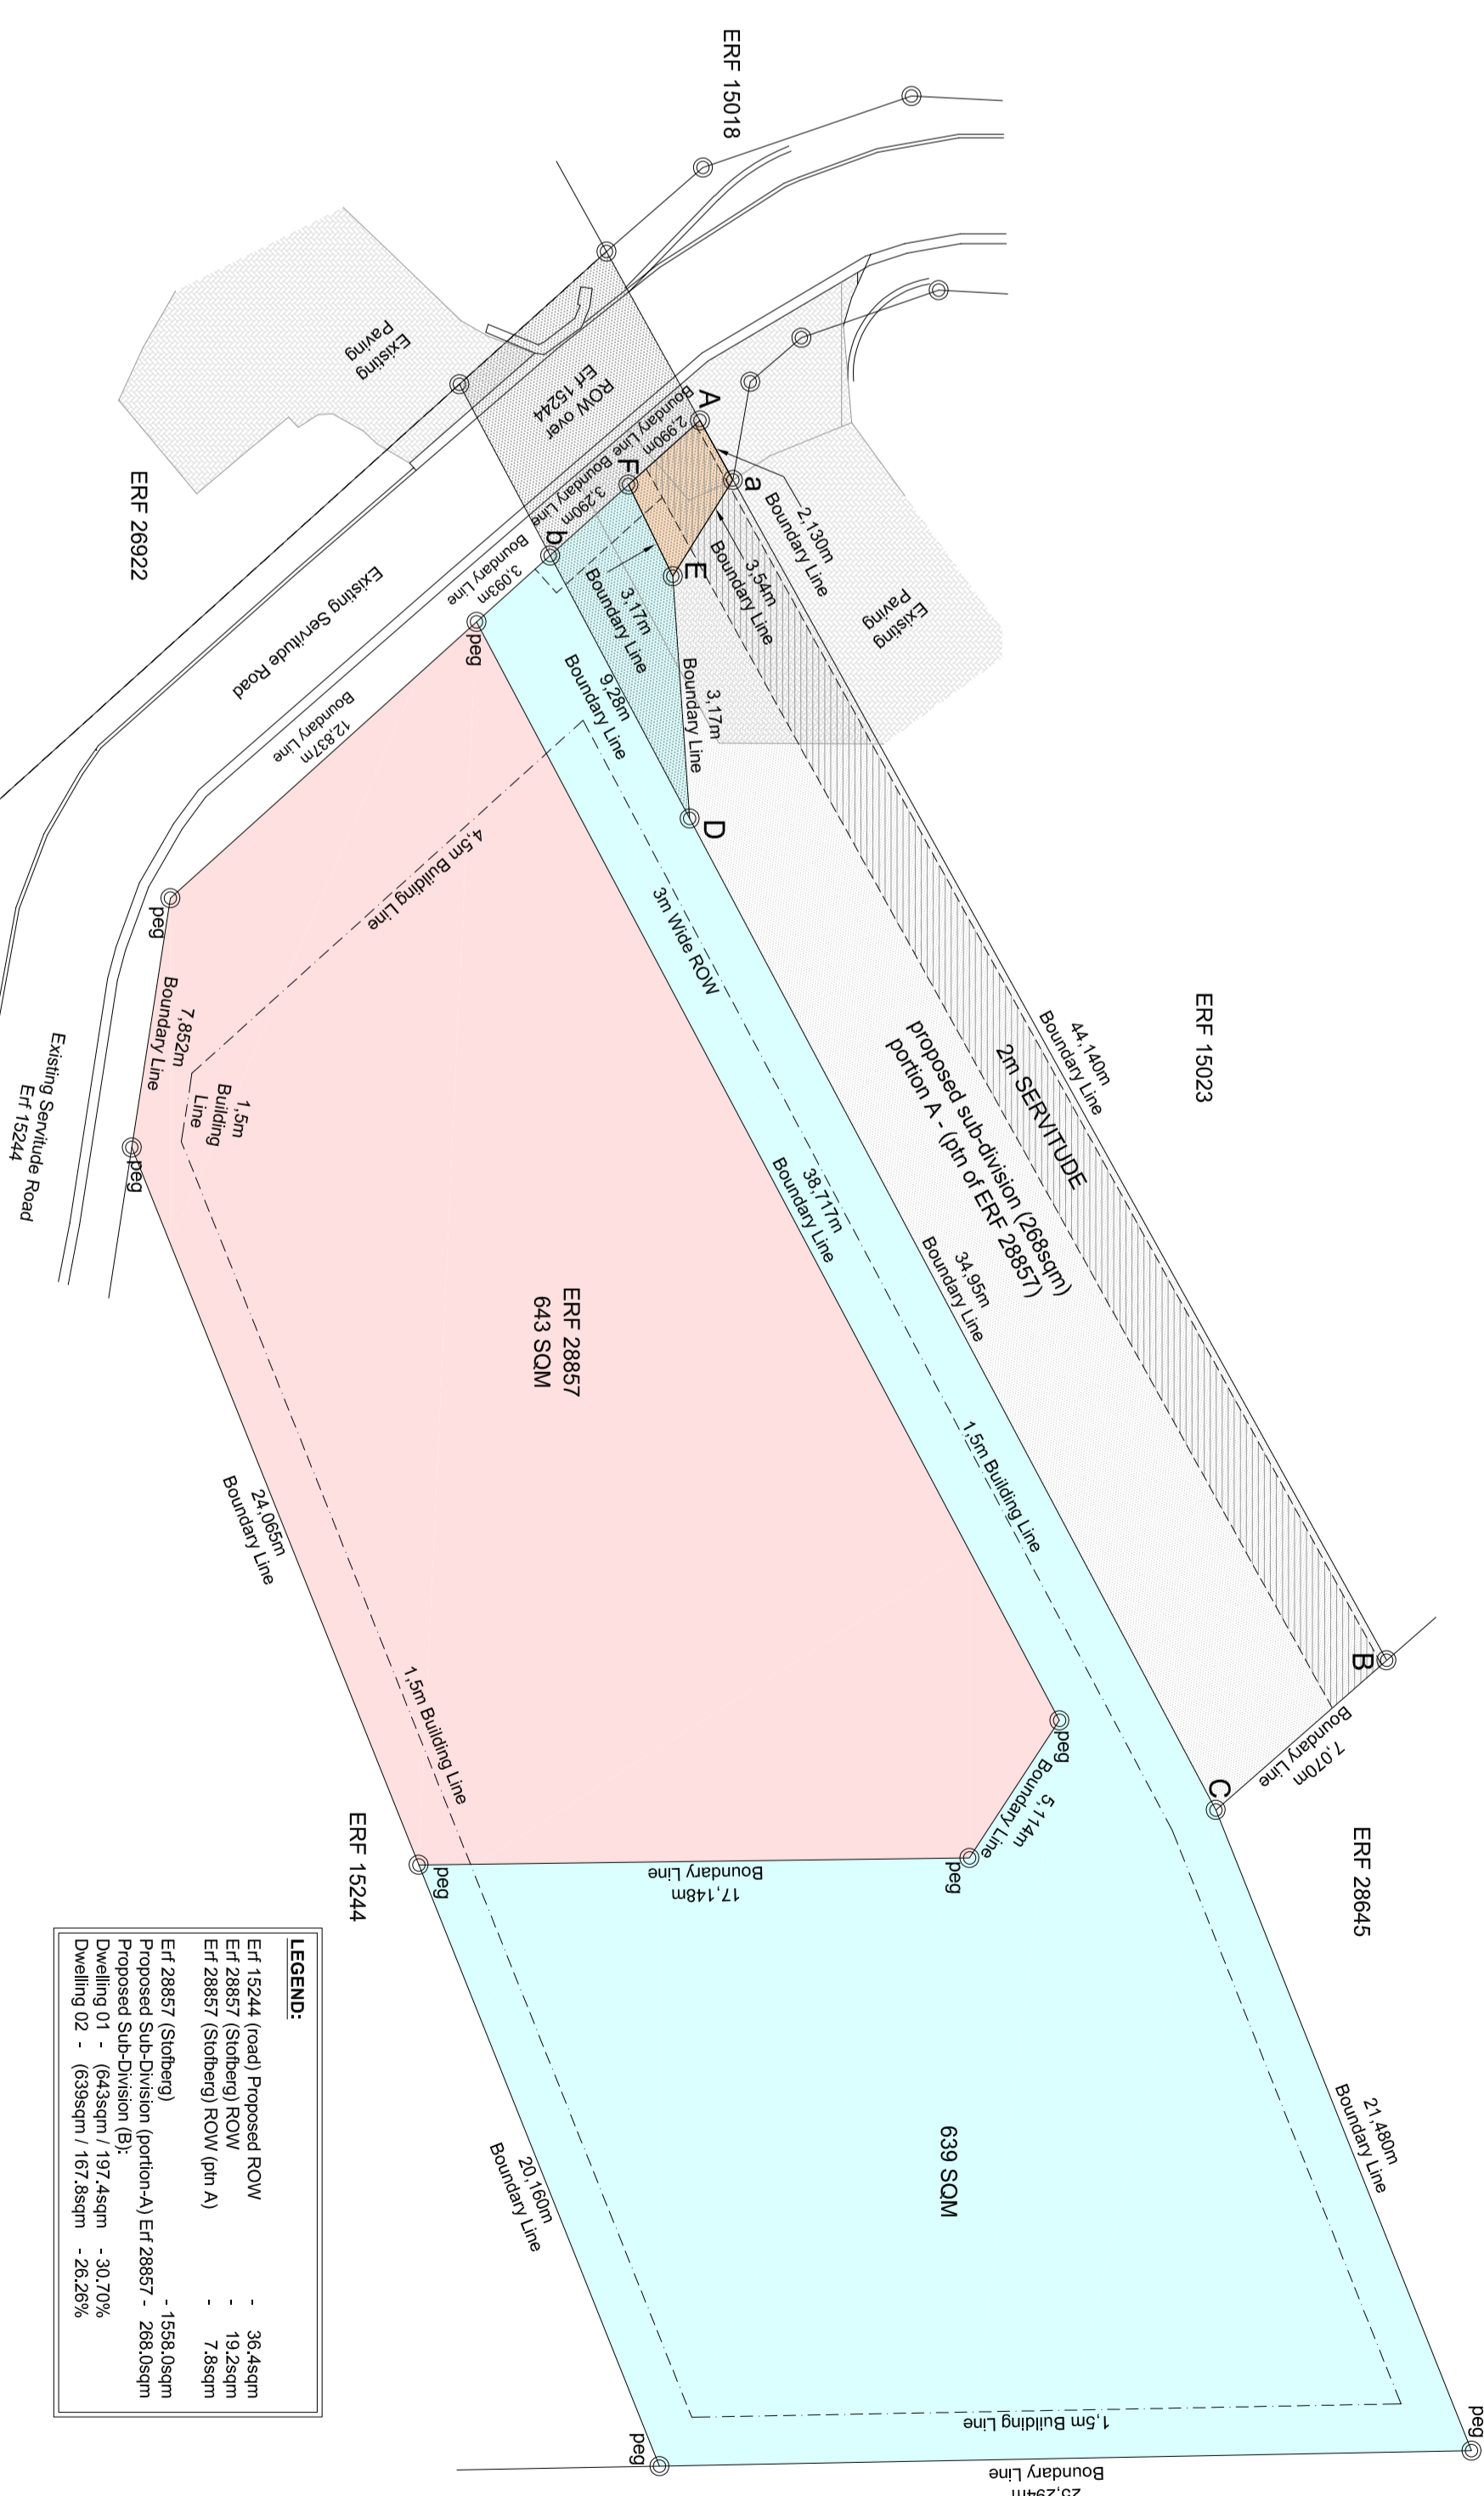 ERF 15018
Existing
Paving
ROW over
Erf 15244
ERF 26922
Existing Servitude Road
A
a
B
C
D
E
F
b
2,990m
Boundary Line
3,290m
Boundary Line
3,093m
Boundary Line
12,837m
Boundary Line
2,130m
Boundary Line
3,54m
Boundary Line
3,17m
Boundary Line
3,17m
Boundary Line
9,28m
Boundary Line
Existing
Paving
ERF 15023
44,140m
Boundary Line
2m SERVITUDE
proposed sub-division (268sqm)
portion A - (ptn of ERF 28857)
34,95m
Boundary Line
3m Wide ROW
38,717m
Boundary Line
1,5m Building Line
4,5m Building Line
peg
peg
7,852m
Boundary Line
1,5m
Building
Line
peg
Existing Servitude Road
Erf 15244
ERF 28857
643 SQM
24,065m
Boundary Line
1,5m Building Line
peg
5,114m
Boundary Line
peg
17,148m
Boundary Line
peg
7,070m
Boundary Line
ERF 28645
ERF 15244
21,480m
Boundary Line
639 SQM
20,160m
Boundary Line
1,5m Building Line
peg
peg
Boundary Line
25,294m
LEGEND:
Erf 15244 (road) Proposed ROW - 36.4sqm
Erf 28857 (Stofberg) ROW - 19.2sqm
Erf 28857 (Stofberg) ROW (ptn A) - 7.8sqm
Erf 28857 (Stofberg) - 1558.0sqm
Proposed Sub-Division (portion-A) Erf 28857 - 268.0sqm
Proposed Sub-Division (B):
Dwelling 01 - (643sqm / 197.4sqm - 30.70%
Dwelling 02 - (639sqm / 167.8sqm - 26.26%